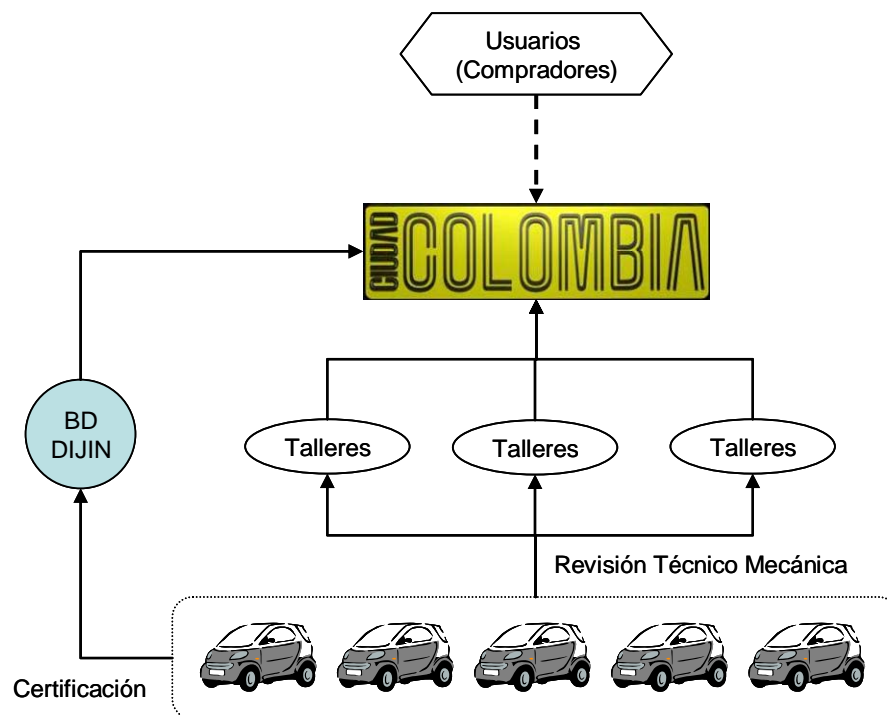 Usuarios
(Compradores)
CIUDAD
COLOMBIA
BD
DIJIN
Talleres
Talleres
Talleres
Revisión Técnico Mecánica
Certificación